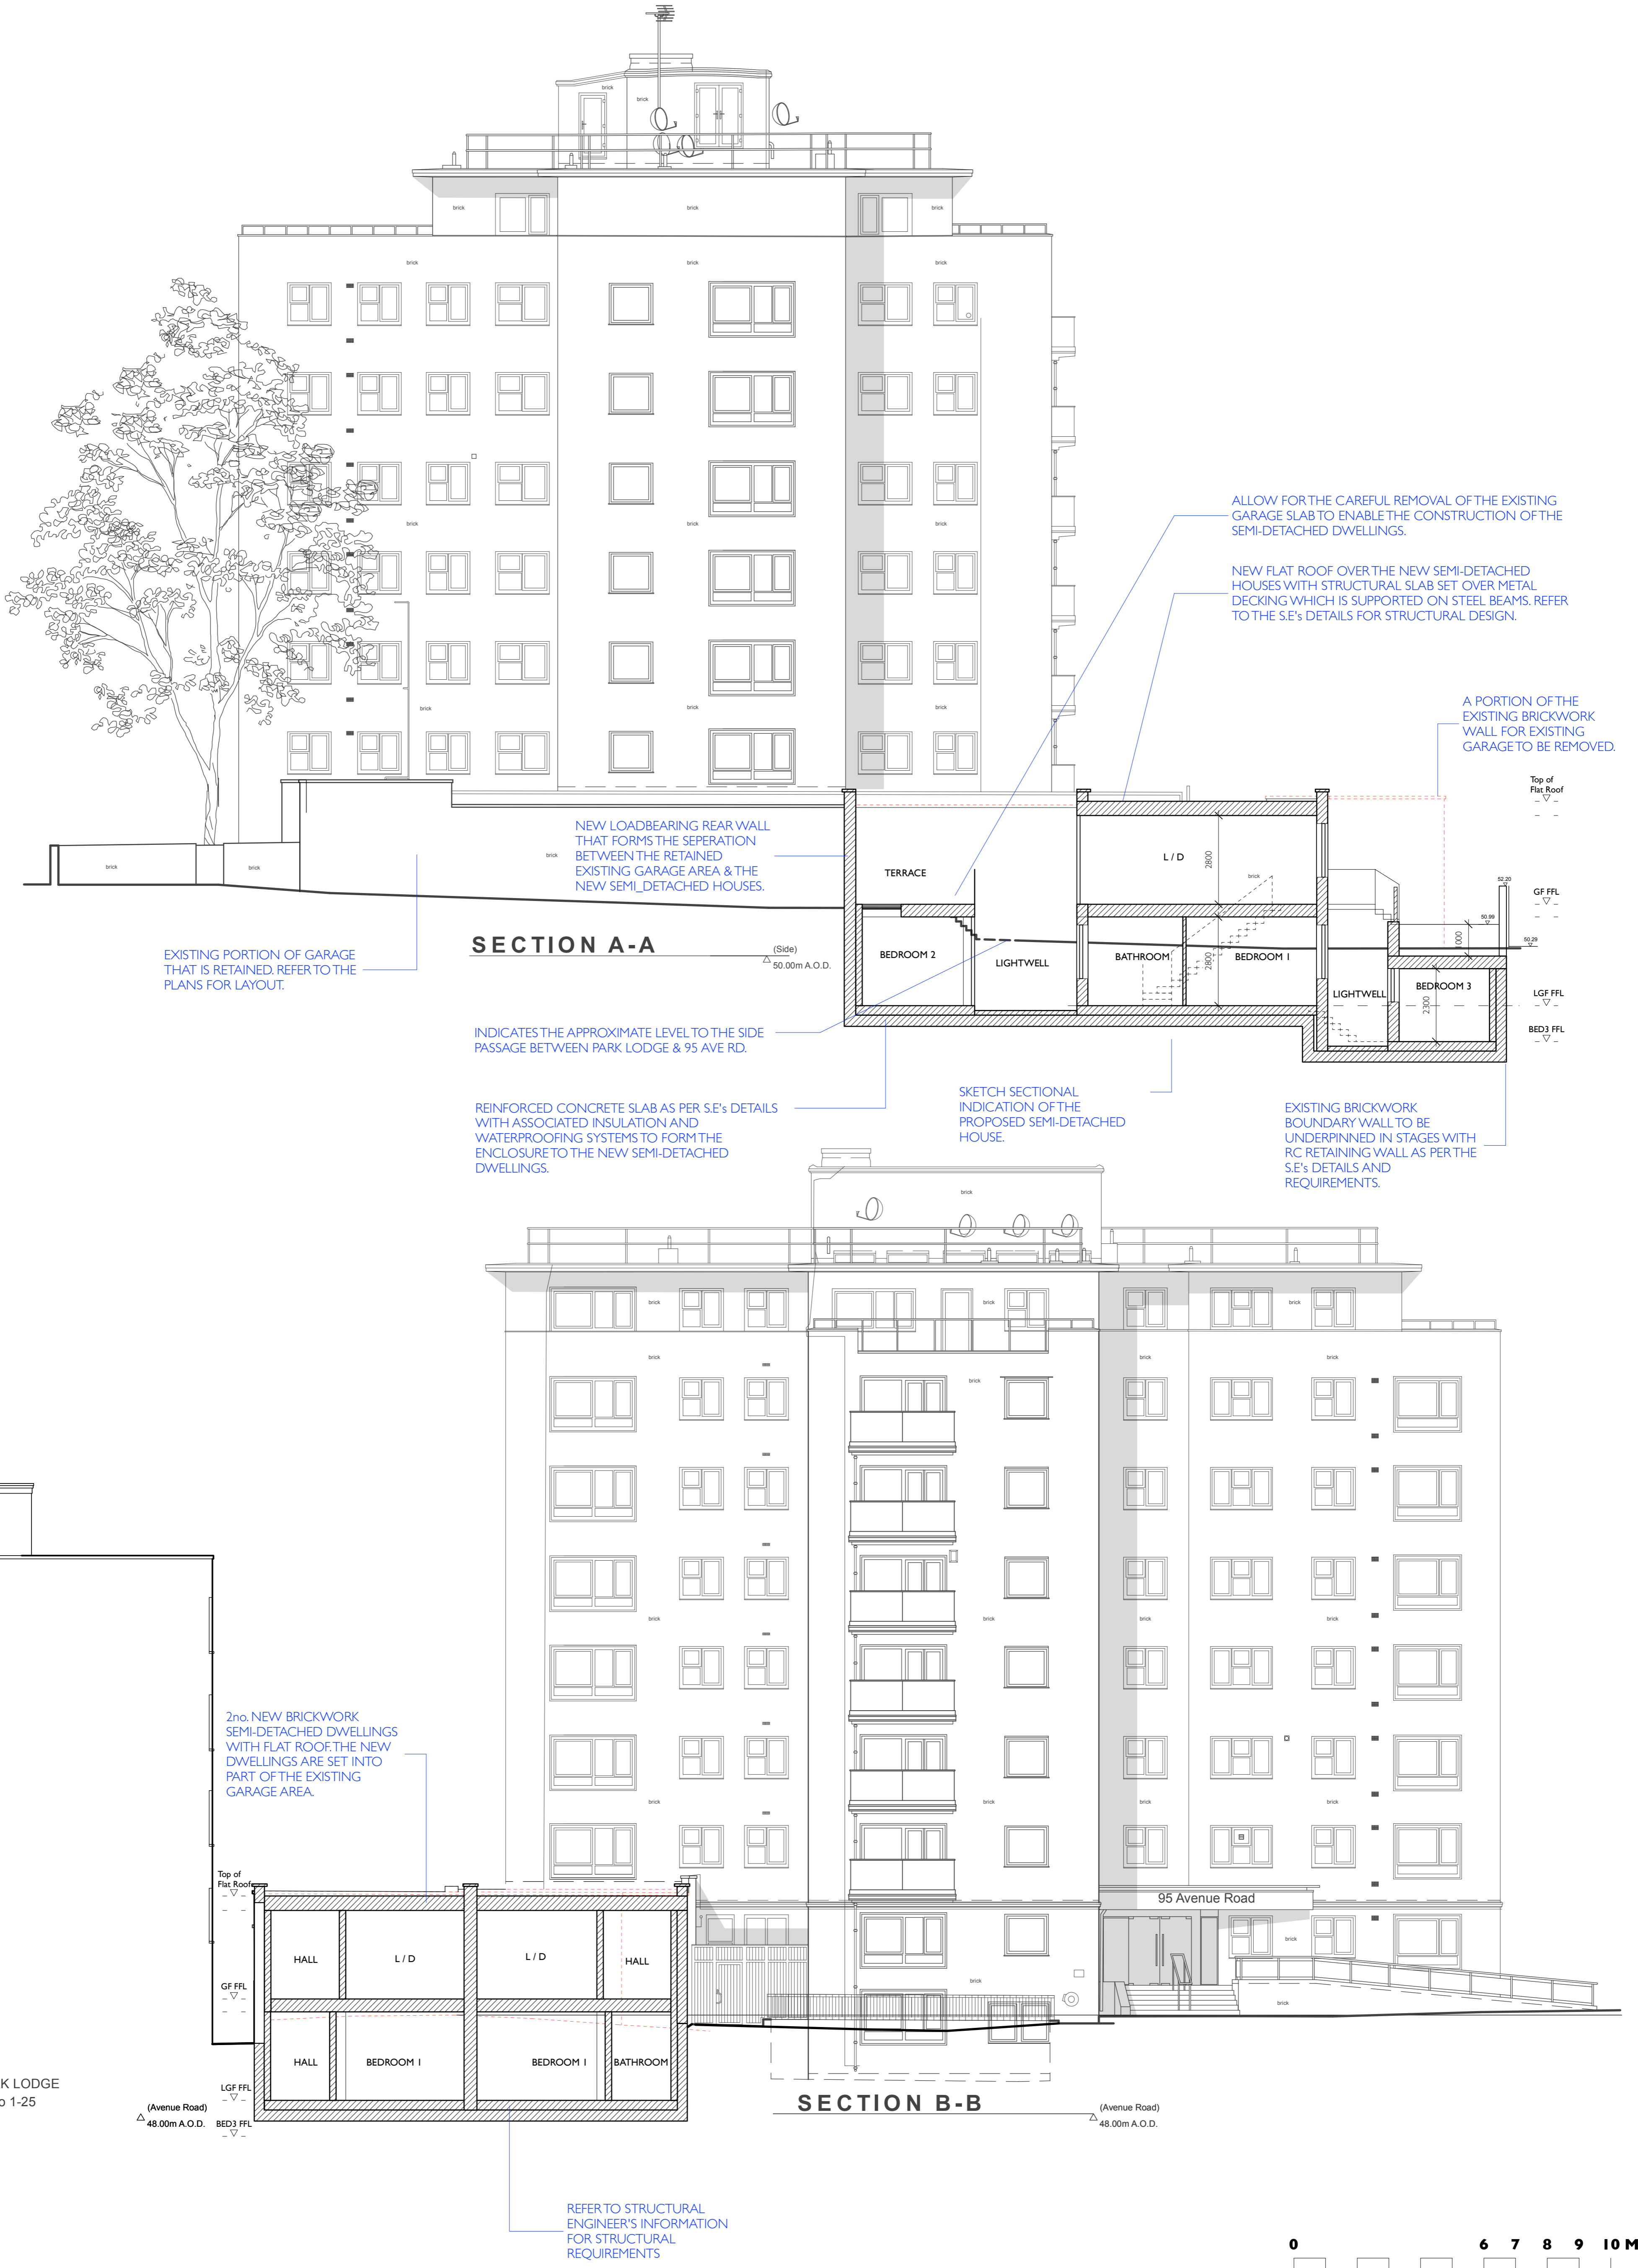 brick
brick
brick
brick
brick
brick
brick
brick
ALLOW FOR THE CAREFUL REMOVAL OF THE EXISTING
GARAGE SLAB TO ENABLE THE CONSTRUCTION OF THE
SEMI-DETACHED DWELLINGS.
brick
brick
brick
NEW FLAT ROOF OVER THE NEW SEMI-DETACHED
HOUSES WITH STRUCTURAL SLAB SET OVER METAL
DECKING WHICH IS SUPPORTED ON STEEL BEAMS. REFER
TO THE S.E's DETAILS FOR STRUCTURAL DESIGN.
A PORTION OF THE
EXISTING BRICKWORK
WALL FOR EXISTING
GARAGE TO BE REMOVED.
brick
brick
brick
Top of
Flat Roof
NEW LOADBEARING REAR WALL
THAT FORMS THE SEPERATION
BETWEEN THE RETAINED
EXISTING GARAGE AREA & THE
NEW SEMI_DETACHED HOUSES.
brick
brick
brick
TERRACE
L / D
2800
brick
52.20
GF FFL
50.99
50.29
1000
EXISTING PORTION OF GARAGE
THAT IS RETAINED. REFER TO THE
PLANS FOR LAYOUT.
SECTION A-A
(Side)
50.00m A.O.D.
BEDROOM 2
LIGHTWELL
BATHROOM
2800
BEDROOM 1
LIGHTWELL
BEDROOM 3
2300
LGF FFL
BED3 FFL
INDICATES THE APPROXIMATE LEVEL TO THE SIDE
PASSAGE BETWEEN PARK LODGE & 95 AVE RD.
REINFORCED CONCRETE SLAB AS PER S.E's DETAILS
WITH ASSOCIATED INSULATION AND
WATERPROOFING SYSTEMS TO FORM THE
ENCLOSURE TO THE NEW SEMI-DETACHED
DWELLINGS.
SKETCH SECTIONAL
INDICATION OF THE
PROPOSED SEMI-DETACHED
HOUSE.
EXISTING BRICKWORK
BOUNDARY WALL TO BE
UNDERPINNED IN STAGES WITH
RC RETAINING WALL AS PER THE
S.E's DETAILS AND
REQUIREMENTS.
brick
brick
brick
brick
brick
brick
brick
brick
brick
brick
brick
brick
2no. NEW BRICKWORK
SEMI-DETACHED DWELLINGS
WITH FLAT ROOF. THE NEW
DWELLINGS ARE SET INTO
PART OF THE EXISTING
GARAGE AREA.
brick
brick
brick
brick
Top of
Flat Roof
95 Avenue Road
HALL
L / D
L / D
HALL
brick
brick
GF FFL
brick
HALL
BEDROOM 1
BEDROOM 1
BATHROOM
K LODGE
o 1-25
LGF FFL
(Avenue Road)
48.00m A.O.D.
BED3 FFL
SECTION B-B
(Avenue Road)
48.00m A.O.D.
REFER TO STRUCTURAL
ENGINEER'S INFORMATION
FOR STRUCTURAL
REQUIREMENTS
0 6 7 8 9 10 M